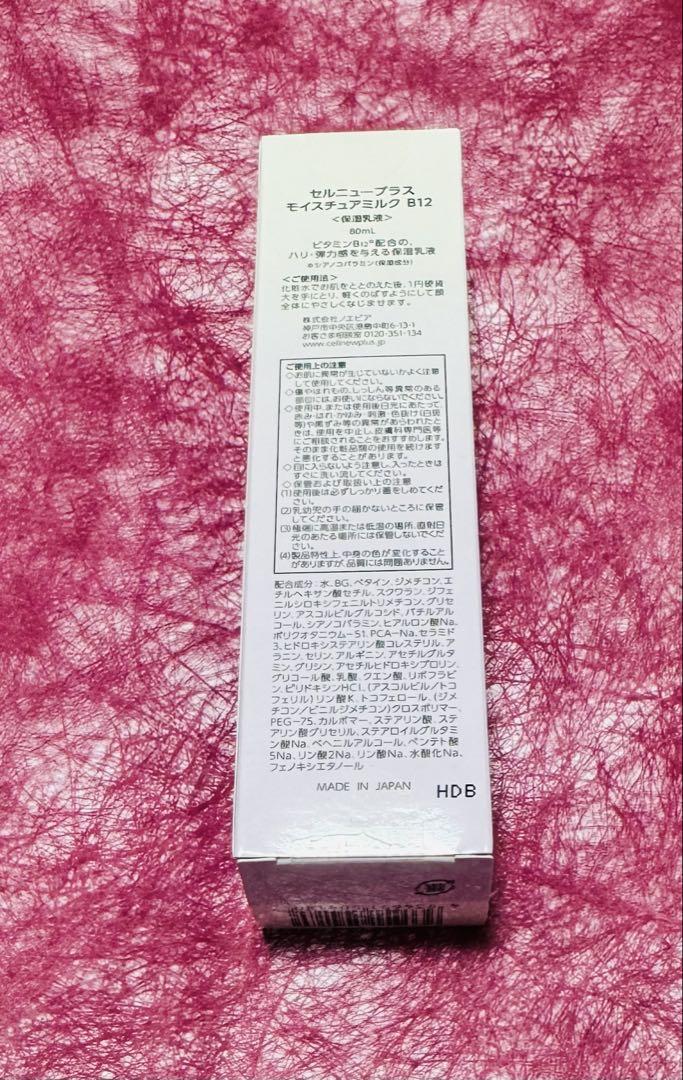 セルニュープラス
モイスチュアミルク B12
<保湿乳液>
80mL
ビタミンB12※配合の、
ハリ・弾力感を与える保湿乳液
※シアノコバラミン(保湿成分)
<ご使用法>
化粧水でお肌をととのえた後、1円硬貨
大を手にとり、軽くのばすようにして顔
全体にやさしくなじませます。
株式会社ノエビア
神戸市中央区港島中町6-13-1
お客さま相談室 0120-351-134
www.cellnewplus.jp
ご使用上の注意
◇お肌に異常が生じていないかよく注意
して使用してください。
◇傷やはれもの、しっしん等異常のある
部位には、お使いにならないでください。
◇使用中、または使用後日光にあたって、
赤み・はれ・かゆみ・刺激・色抜け(白斑
等)や黒ずみ等の異常があらわれたと
きは、使用を中止し、皮膚科専門医等
にご相談されることをおすすめします。
そのまま化粧品類の使用を続けます
と悪化することがあります。
◇目に入らないよう注意し、入ったときは
すぐに洗い流してください。
◇保管および取扱い上の注意
(1)使用後は必ずしっかり蓋をしめてくだ
さい。
(2)乳幼児の手の届かないところに保管
してください。
(3)極端に高温または低温の場所、直射日
光のあたる場所には保管しないでくだ
さい。
(4)製品特性上、中身の色が変化すること
がありますが、品質には問題ありません。
配合成分:水、BG、ベタイン、ジメチコン、エ
チルヘキサン酸セチル、スクワラン、ジフェ
ニルシロキシフェニルトリメチコン、グリセ
リン、アスコルビルグルコシド、バチルアル
コール、シアノコバラミン、ヒアルロン酸Na、
ポリクオタニウム-51、PCA-Na、セラミド
3、ヒドロキシステアリン酸コレステリル、ア
ラニン、セリン、アルギニン、アセチルグルタ
ミン、グリシン、アセチルヒドロキシプロリン、
グリコール酸、乳酸、クエン酸、リボフラビ
ン、ピリドキシンHCl、(アスコルビル/トコ
フェリル)リン酸K、トコフェロール、(ジメ
チコン/ビニルジメチコン)クロスポリマー、
PEG-75、カルボマー、ステアリン酸、ステ
アリン酸グリセリル、ステアロイルグルタミ
ン酸Na、ベヘニルアルコール、ペンテト酸
5Na、リン酸2Na、リン酸Na、水酸化Na、
フェノキシエタノール
MADE IN JAPAN
HDB